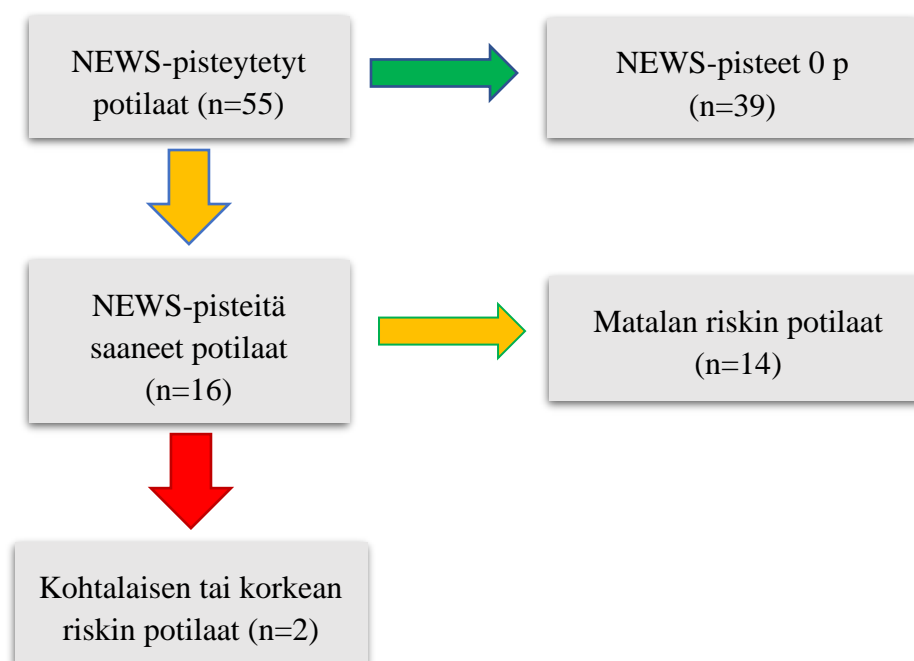 NEWS-pisteytetyt
potilaat (n=55)
NEWS-pisteet 0 p
(n=39)
NEWS-pisteitä
saaneet potilaat
(n=16)
Matalan riskin potilaat
(n=14)
Kohtalaisen tai korkean
riskin potilaat (n=2)